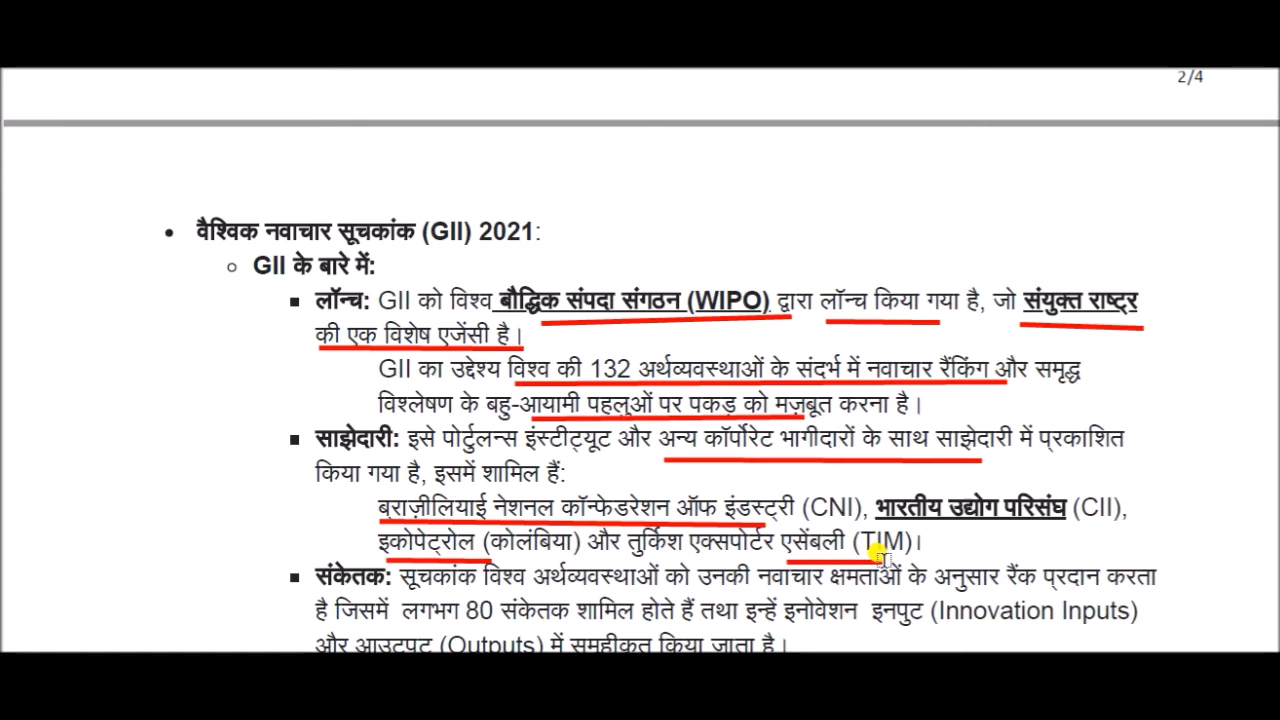 2/4
• वैश्विक नवाचार सूचकांक (GII) 2021:
○ GII के बारे में:
■ लॉन्च: GII को विश्व बौद्धिक संपदा संगठन (WIPO) द्वारा लॉन्च किया गया है, जो संयुक्त राष्ट्र
की एक विशेष एजेंसी है।
GII का उद्देश्य विश्व की 132 अर्थव्यवस्थाओं के संदर्भ में नवाचार रैंकिंग और समृद्ध
विश्लेषण के बहु-आयामी पहलुओं पर पकड़ को मज़बूत करना है।
■ साझेदारी: इसे पोर्टुलन्स इंस्टीट्यूट और अन्य कॉर्पोरेट भागीदारों के साथ साझेदारी में प्रकाशित
किया गया है, इसमें शामिल हैं:
ब्राज़ीलियाई नेशनल कॉन्फेडरेशन ऑफ इंडस्ट्री (CNI), भारतीय उद्योग परिसंघ (CII),
इकोपेट्रोल (कोलंबिया) और तुर्किश एक्सपोर्टर एसेंबली (TIM)।
■ संकेतक: सूचकांक विश्व अर्थव्यवस्थाओं को उनकी नवाचार क्षमताओं के अनुसार रैंक प्रदान करता
है जिसमें लगभग 80 संकेतक शामिल होते हैं तथा इन्हें इनोवेशन इनपुट (Innovation Inputs)
और आउटपुट (Outputs) में समूहीकृत किया जाता है।